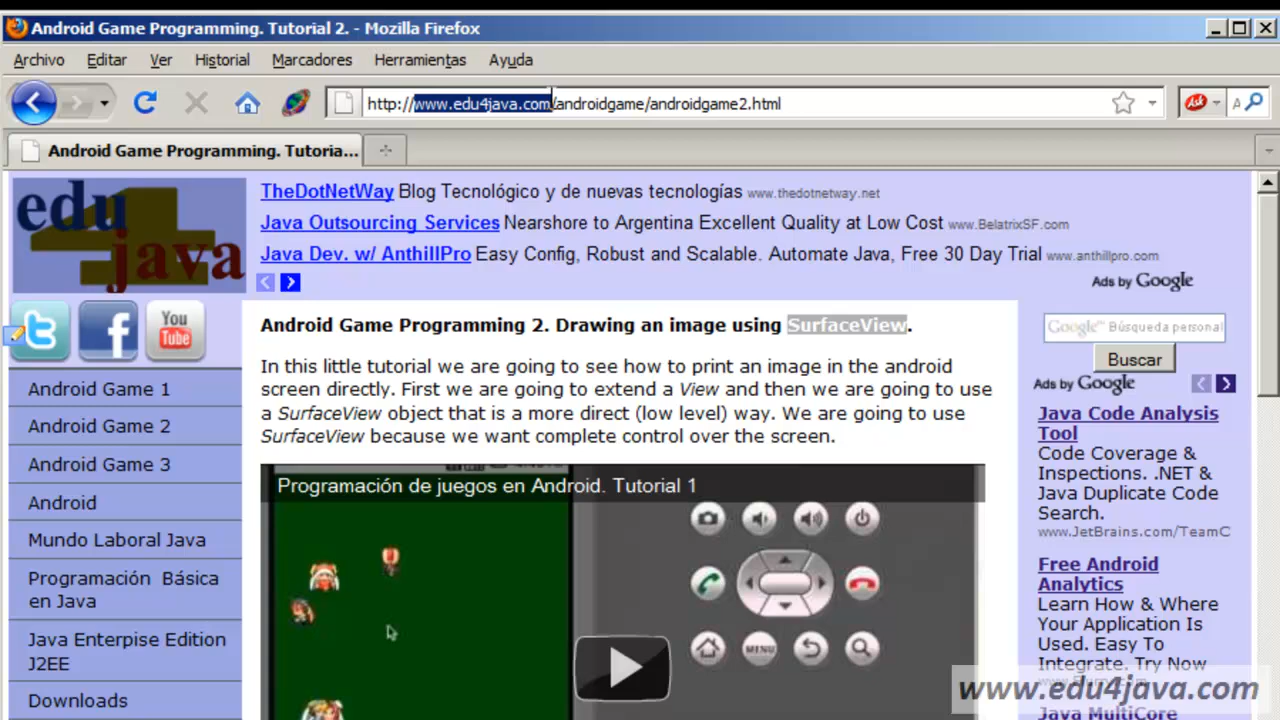 Android Game Programming. Tutorial 2. - Mozilla Firefox
Archivo Editar Ver Historial Marcadores Herramientas Ayuda
http://www.edu4java.com/androidgame/androidgame2.html
Ask A
Android Game Programming. Tutoria...
edu
4
java
TheDotNetWay Blog Tecnológico y de nuevas tecnologías www.thedotnetway.net
Java Outsourcing Services Nearshore to Argentina Excellent Quality at Low Cost www.BelatrixSF.com
Java Dev. w/ AnthillPro Easy Config, Robust and Scalable. Automate Java, Free 30 Day Trial www.anthillpro.com
Ads by Google
You
Tube
Android Game 1
Android Game 2
Android Game 3
Android
Mundo Laboral Java
Programación Básica
en Java
Java Enterpise Edition
J2EE
Downloads
Android Game Programming 2. Drawing an image using SurfaceView.
In this little tutorial we are going to see how to print an image in the android
screen directly. First we are going to extend a View and then we are going to use
a SurfaceView object that is a more direct (low level) way. We are going to use
SurfaceView because we want complete control over the screen.
Programación de juegos en Android. Tutorial 1
MENU
Google™ Búsqueda personal
Buscar
Ads by Google
Java Code Analysis
Tool
Code Coverage &
Inspections. .NET &
Java Duplicate Code
Search.
www.JetBrains.com/TeamC
Free Android
Analytics
Learn How & Where
Your Application Is
Used. Easy To
Integrate. Try Now
Java MultiCore
www.edu4java.com